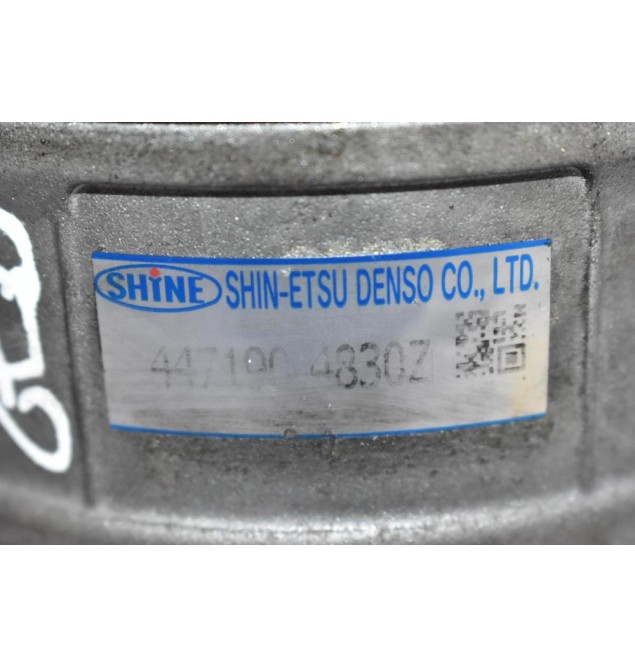 SHiNE SHIN-ETSU DENSO CO., LTD.
447190 4830Z